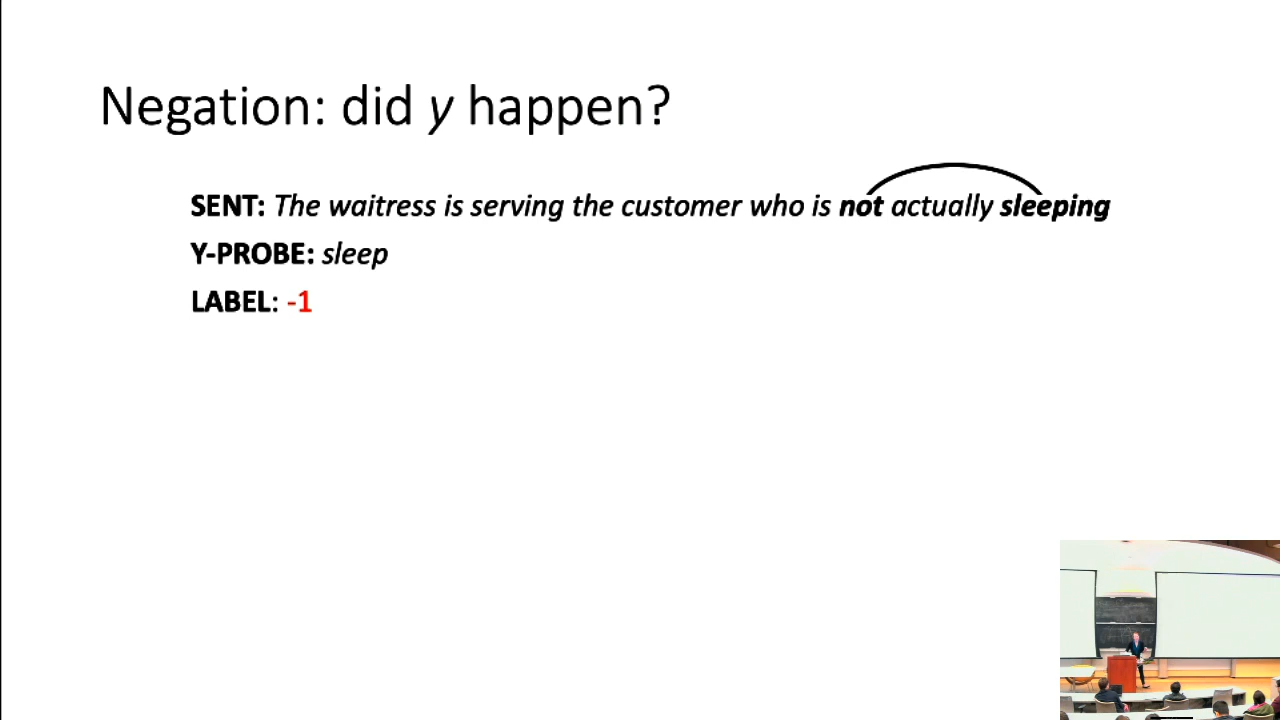 Negation: did y happen?
SENT: The waitress is serving the customer who is not actually sleeping
Y-PROBE: sleep
LABEL: -1